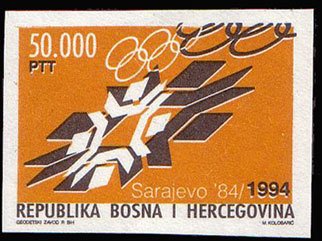 50.000
PTT
Sarajevo '84/1994
REPUBLIKA BOSNA I HERCEGOVINA
GEODETSKI ZAVOD R BIH
M. KOLOBARIĆ